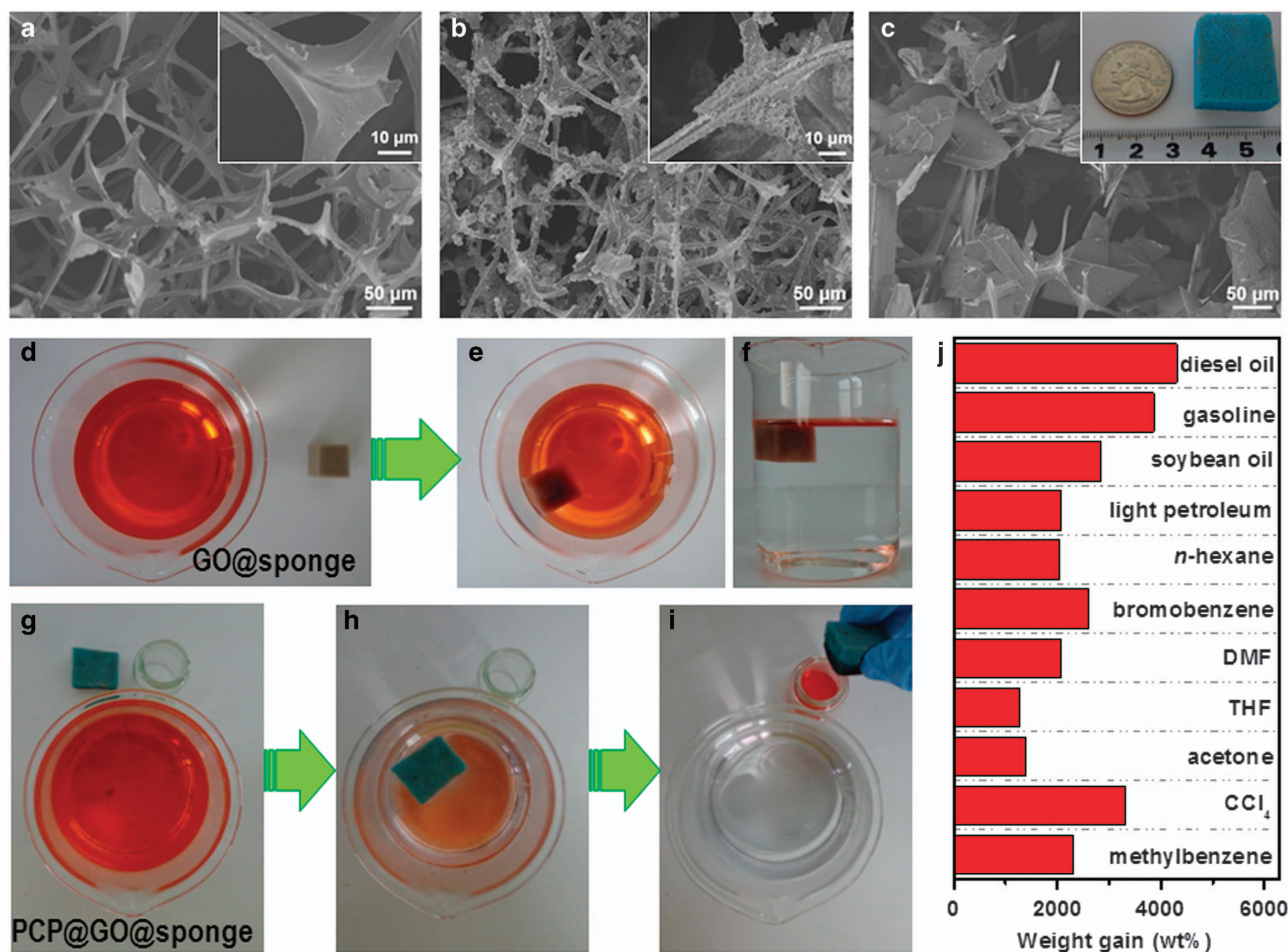 a
10 µm
50 µm
b
10 µm
50 µm
c
1 2 3 4 5
50 µm
d
GO@sponge
e
f
g
PCP@GO@sponge
h
i
j
diesel oil
gasoline
soybean oil
light petroleum
n-hexane
bromobenzene
DMF
THF
acetone
CCl₄
methylbenzene
0 2000 4000 6000
Weight gain (wt%)